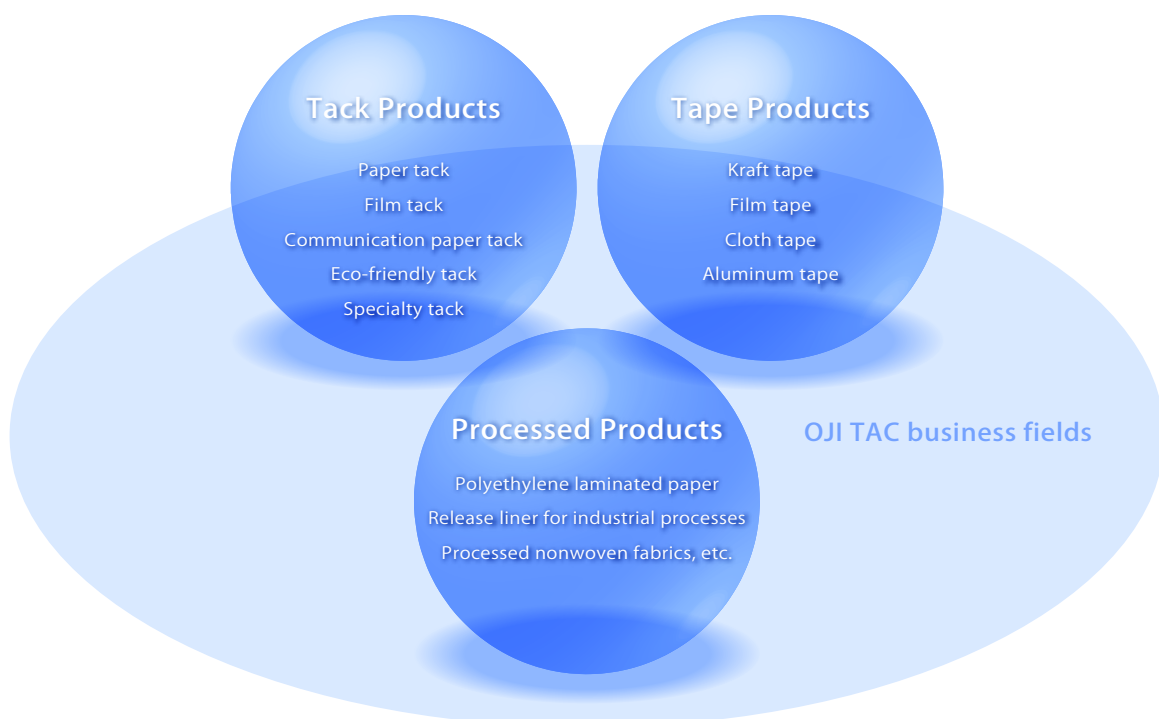 Tack Products
Paper tack
Film tack
Communication paper tack
Eco-friendly tack
Specialty tack
Tape Products
Kraft tape
Film tape
Cloth tape
Aluminum tape
Processed Products
Polyethylene laminated paper
Release liner for industrial processes
Processed nonwoven fabrics, etc.
OJI TAC business fields